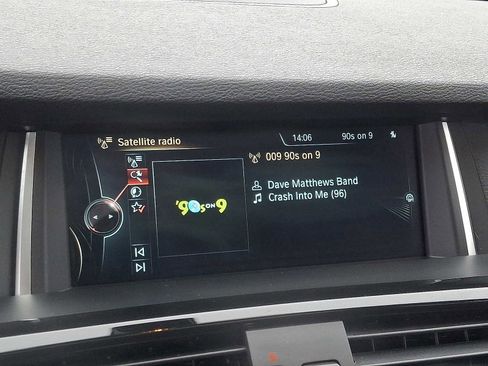 Satellite radio
14:06
90s on 9
009 90s on 9
Dave Matthews Band
Crash Into Me (96)
'90s ON 9